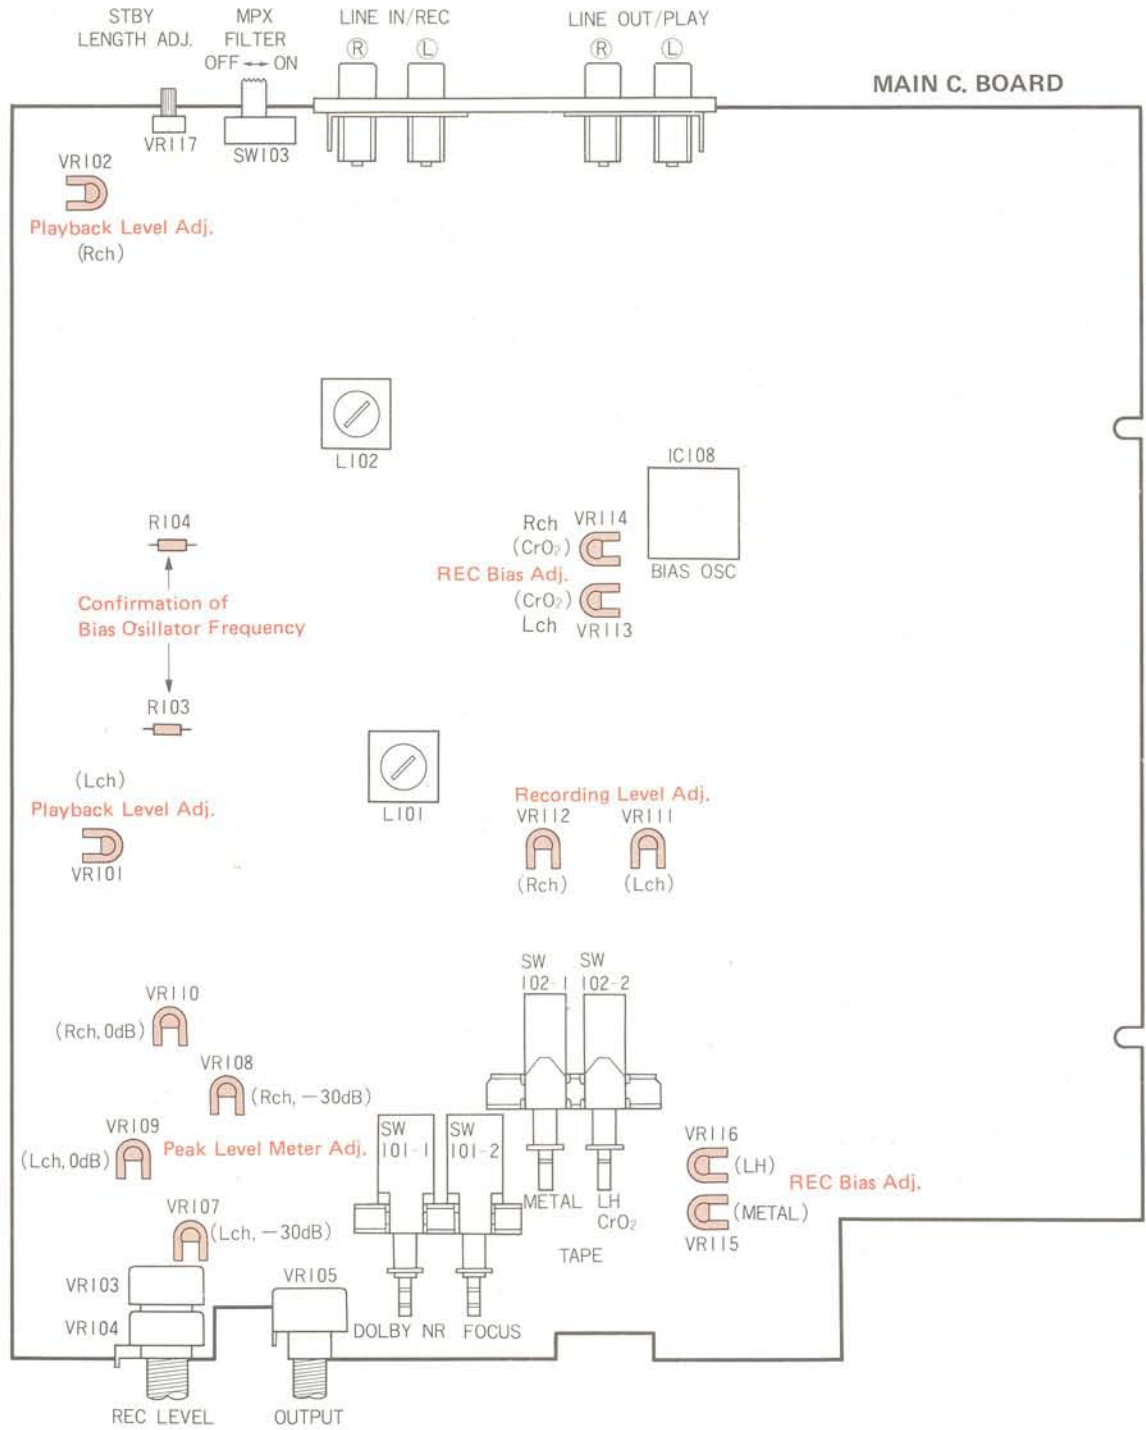 STBY
LENGTH ADJ.
MPX
FILTER
OFF ↔ ON
LINE IN/REC
Ⓡ Ⓛ
LINE OUT/PLAY
Ⓡ Ⓛ
MAIN C. BOARD
VR117
SW103
VR102
Playback Level Adj.
(Rch)
L102
IC108
BIAS OSC
R104
Rch VR114
(CrO₂)
REC Bias Adj.
(CrO₂)
Lch VR113
Confirmation of
Bias Osillator Frequency
R103
(Lch)
Playback Level Adj.
VR101
L101
Recording Level Adj.
VR112 VR111
(Rch) (Lch)
SW
102-1
SW
102-2
VR110
(Rch, 0dB)
VR108
(Rch, −30dB)
VR109
(Lch, 0dB)
Peak Level Meter Adj.
SW
101-1
SW
101-2
METAL
LH
CrO₂
TAPE
VR116
(LH)
REC Bias Adj.
(METAL)
VR115
VR107
(Lch, −30dB)
VR103
VR104
VR105
DOLBY NR FOCUS
REC LEVEL
OUTPUT